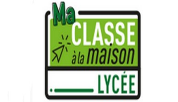 Ma
CLASSE
à la maison
LYCÉE